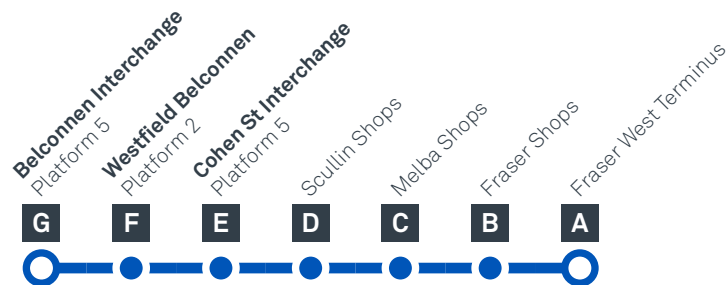 Belconnen Interchange
Platform 5
Westfield Belconnen
Platform 2
Cohen St Interchange
Platform 5
Scullin Shops
Melba Shops
Fraser Shops
Fraser West Terminus
G
F
E
D
C
B
A